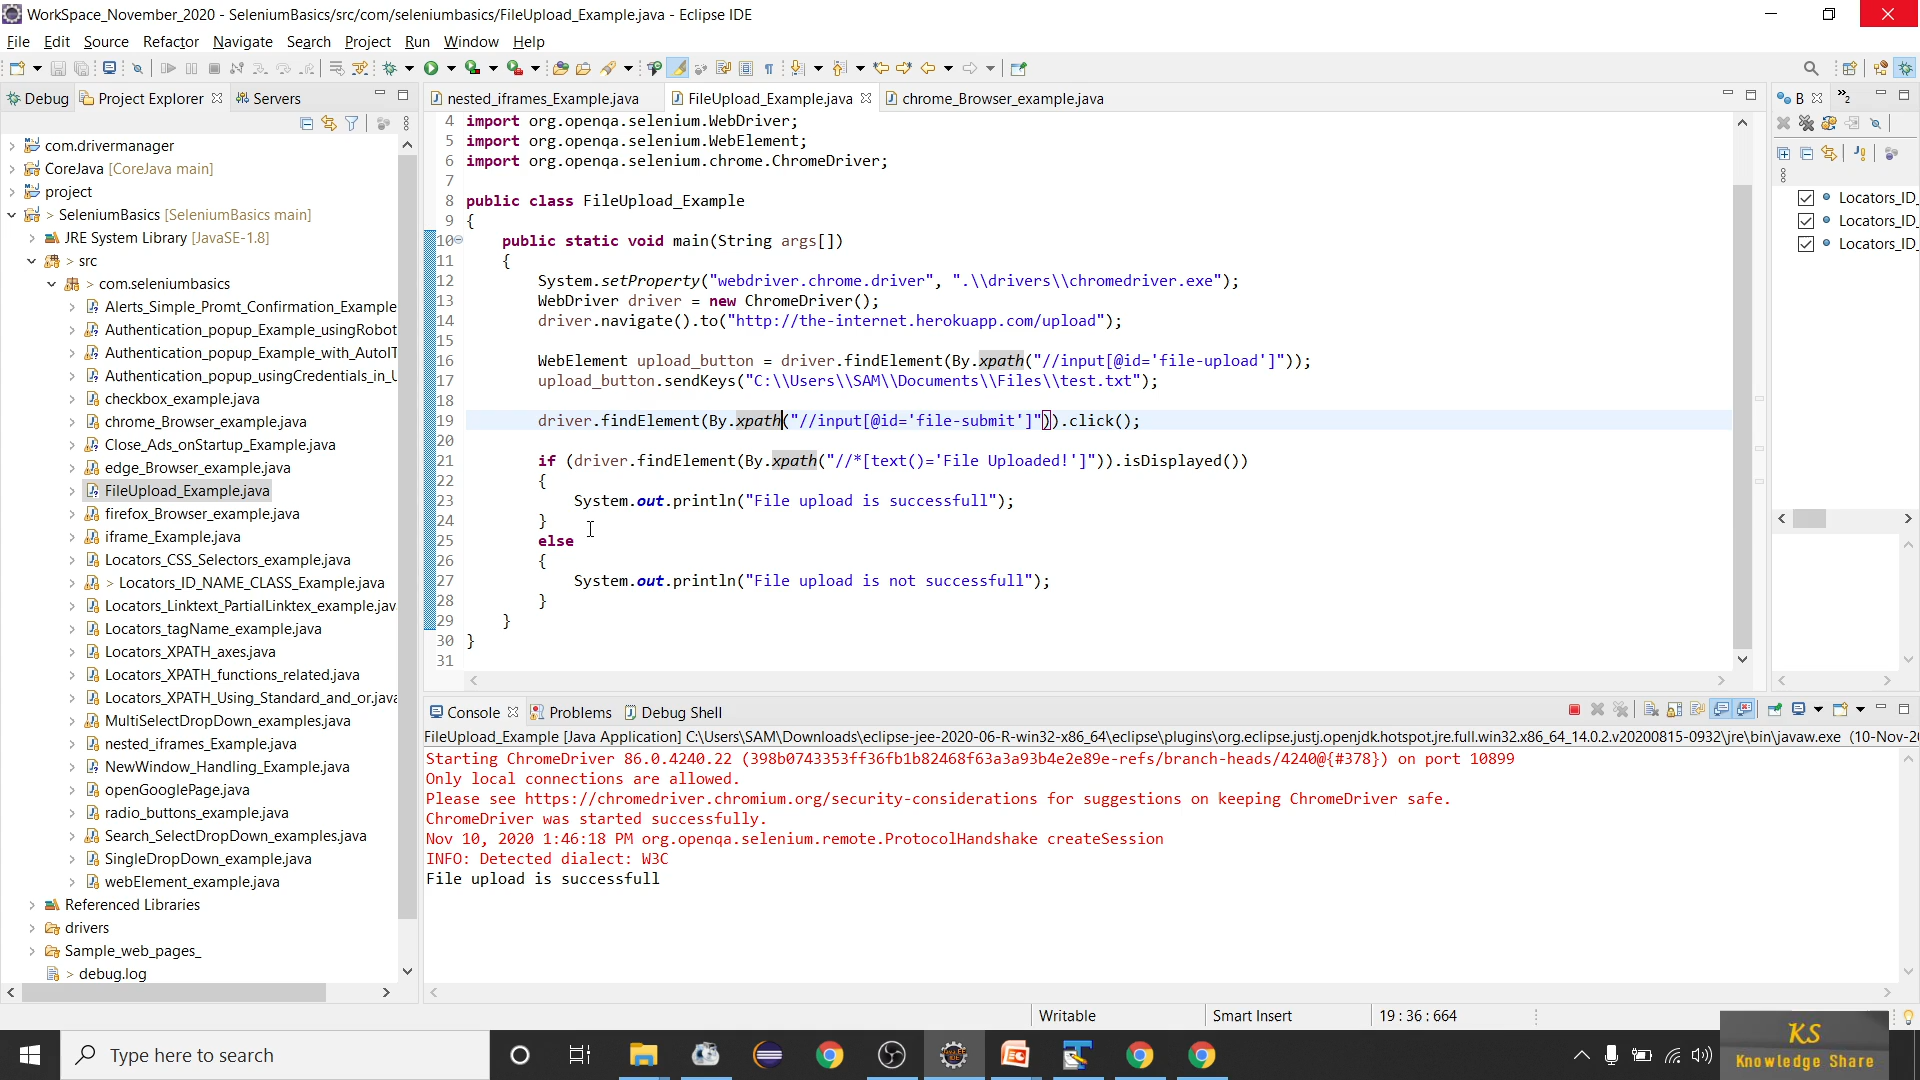 WorkSpace_November_2020 - SeleniumBasics/src/com/seleniumbasics/FileUpload_Example.java - Eclipse IDE
File Edit Source Refactor Navigate Search Project Run Window Help
Debug Project Explorer Servers
nested_iframes_Example.java FileUpload_Example.java chrome_Browser_example.java
B »2
com.drivermanager
CoreJava [CoreJava main]
project
> SeleniumBasics [SeleniumBasics main]
JRE System Library [JavaSE-1.8]
> src
> com.seleniumbasics
Alerts_Simple_Promt_Confirmation_Example
Authentication_popup_Example_usingRobot
Authentication_popup_Example_with_AutoIT
Authentication_popup_usingCredentials_in_U
checkbox_example.java
chrome_Browser_example.java
Close_Ads_onStartup_Example.java
edge_Browser_example.java
FileUpload_Example.java
firefox_Browser_example.java
iframe_Example.java
Locators_CSS_Selectors_example.java
> Locators_ID_NAME_CLASS_Example.java
Locators_Linktext_PartialLinktex_example.jav
Locators_tagName_example.java
Locators_XPATH_axes.java
Locators_XPATH_functions_related.java
Locators_XPATH_Using_Standard_and_or.java
MultiSelectDropDown_examples.java
nested_iframes_Example.java
NewWindow_Handling_Example.java
openGooglePage.java
radio_buttons_example.java
Search_SelectDropDown_examples.java
SingleDropDown_example.java
webElement_example.java
Referenced Libraries
drivers
Sample_web_pages_
> debug.log
4 import org.openqa.selenium.WebDriver;
5 import org.openqa.selenium.WebElement;
6 import org.openqa.selenium.chrome.ChromeDriver;
7
8 public class FileUpload_Example
9 {
10 public static void main(String args[])
11 {
12 System.setProperty("webdriver.chrome.driver", ".\\drivers\\chromedriver.exe");
13 WebDriver driver = new ChromeDriver();
14 driver.navigate().to("http://the-internet.herokuapp.com/upload");
15
16 WebElement upload_button = driver.findElement(By.xpath("//input[@id='file-upload']"));
17 upload_button.sendKeys("C:\\Users\\SAM\\Documents\\Files\\test.txt");
18
19 driver.findElement(By.xpath("//input[@id='file-submit']")).click();
20
21 if (driver.findElement(By.xpath("//*[text()='File Uploaded!']")).isDisplayed())
22 {
23 System.out.println("File upload is successfull");
24 }
25 else
26 {
27 System.out.println("File upload is not successfull");
28 }
29 }
30 }
31
Locators_ID_
Locators_ID_
Locators_ID_
Console Problems Debug Shell
FileUpload_Example [Java Application] C:\Users\SAM\Downloads\eclipse-jee-2020-06-R-win32-x86_64\eclipse\plugins\org.eclipse.justj.openjdk.hotspot.jre.full.win32.x86_64_14.0.2.v20200815-0932\jre\bin\javaw.exe (10-Nov-2
Starting ChromeDriver 86.0.4240.22 (398b0743353ff36fb1b82468f63a3a93b4e2e89e-refs/branch-heads/4240@{#378}) on port 10899
Only local connections are allowed.
Please see https://chromedriver.chromium.org/security-considerations for suggestions on keeping ChromeDriver safe.
ChromeDriver was started successfully.
Nov 10, 2020 1:46:18 PM org.openqa.selenium.remote.ProtocolHandshake createSession
INFO: Detected dialect: W3C
File upload is successfull
Writable Smart Insert 19 : 36 : 664
Type here to search
KS
Knowledge Share